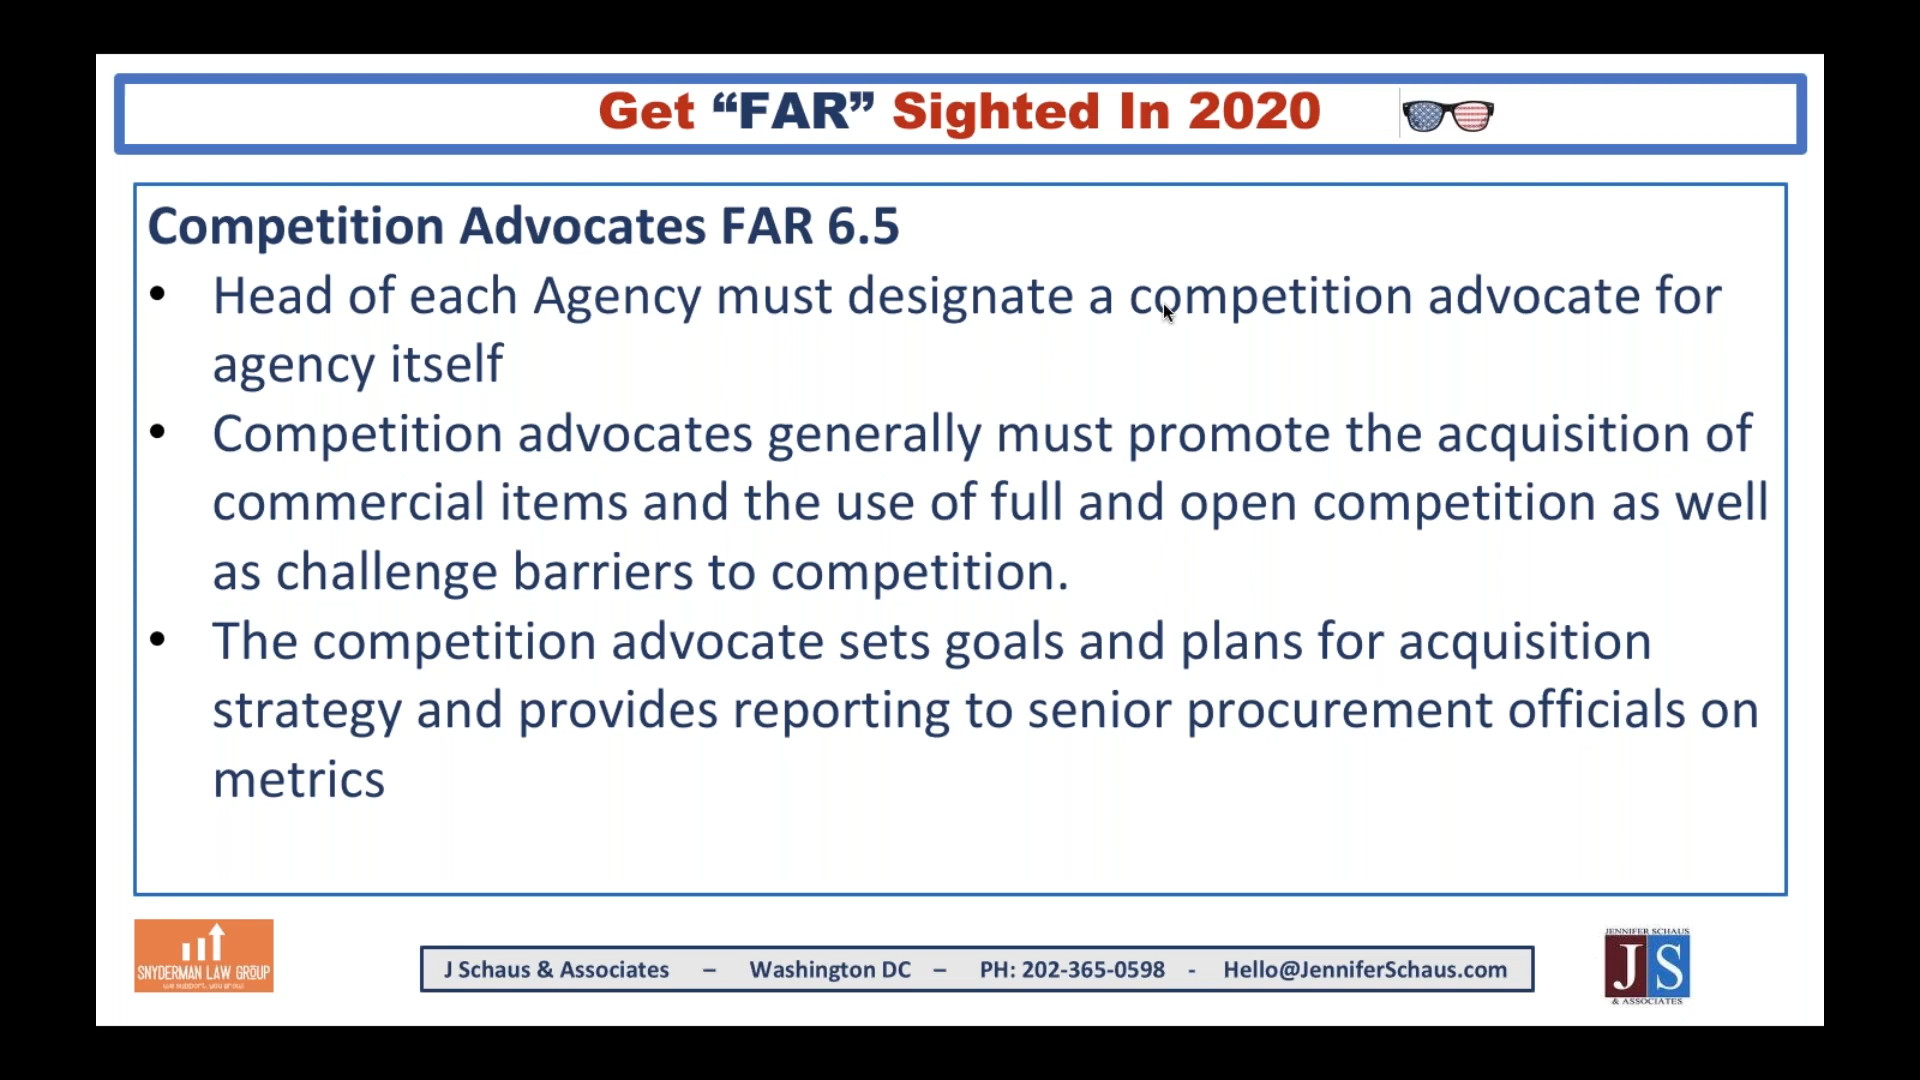 Get “FAR” Sighted In 2020
Competition Advocates FAR 6.5
• Head of each Agency must designate a competition advocate for
agency itself
• Competition advocates generally must promote the acquisition of
commercial items and the use of full and open competition as well
as challenge barriers to competition.
• The competition advocate sets goals and plans for acquisition
strategy and provides reporting to senior procurement officials on
metrics
SNYDERMAN LAW GROUP
we support, you grow
J Schaus & Associates – Washington DC – PH: 202-365-0598 - Hello@JenniferSchaus.com
JENNIFER SCHAUS
JS
& ASSOCIATES